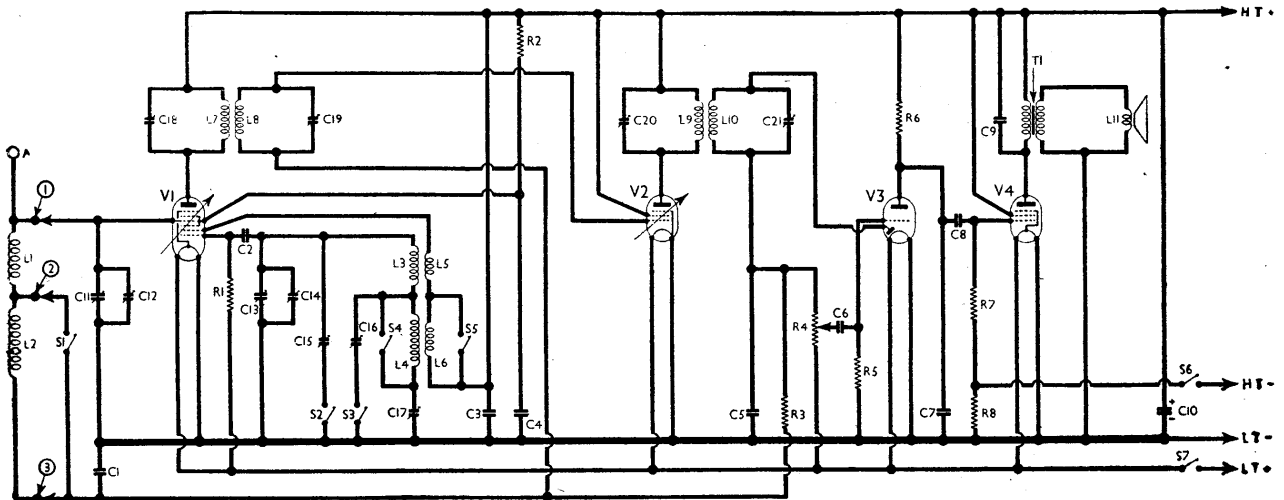 HT+
R2
T1
C18
L7
L8
C19
C20
L9
L10
C21
R6
C9
L11
A
V1
V2
V3
V4
1
L1
2
L2
S1
C11
C12
R1
C2
C13
C14
C15
L3
L5
C16
S4
L4
L6
S5
S2
S3
C17
C3
C4
C5
R3
R4
C6
R5
C7
C8
R7
R8
S6
HT-
C10
+
-
LT-
S7
LT+
C1
3